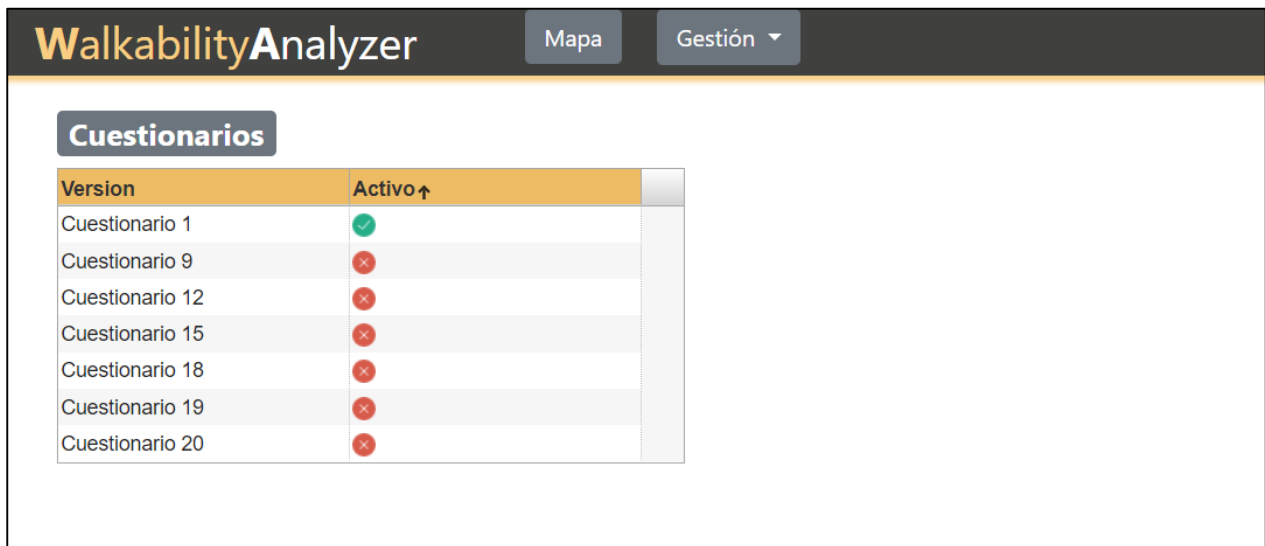 WalkabilityAnalyzer Mapa Gestión
Cuestionarios
Version Activo
Cuestionario 1
Cuestionario 9
Cuestionario 12
Cuestionario 15
Cuestionario 18
Cuestionario 19
Cuestionario 20